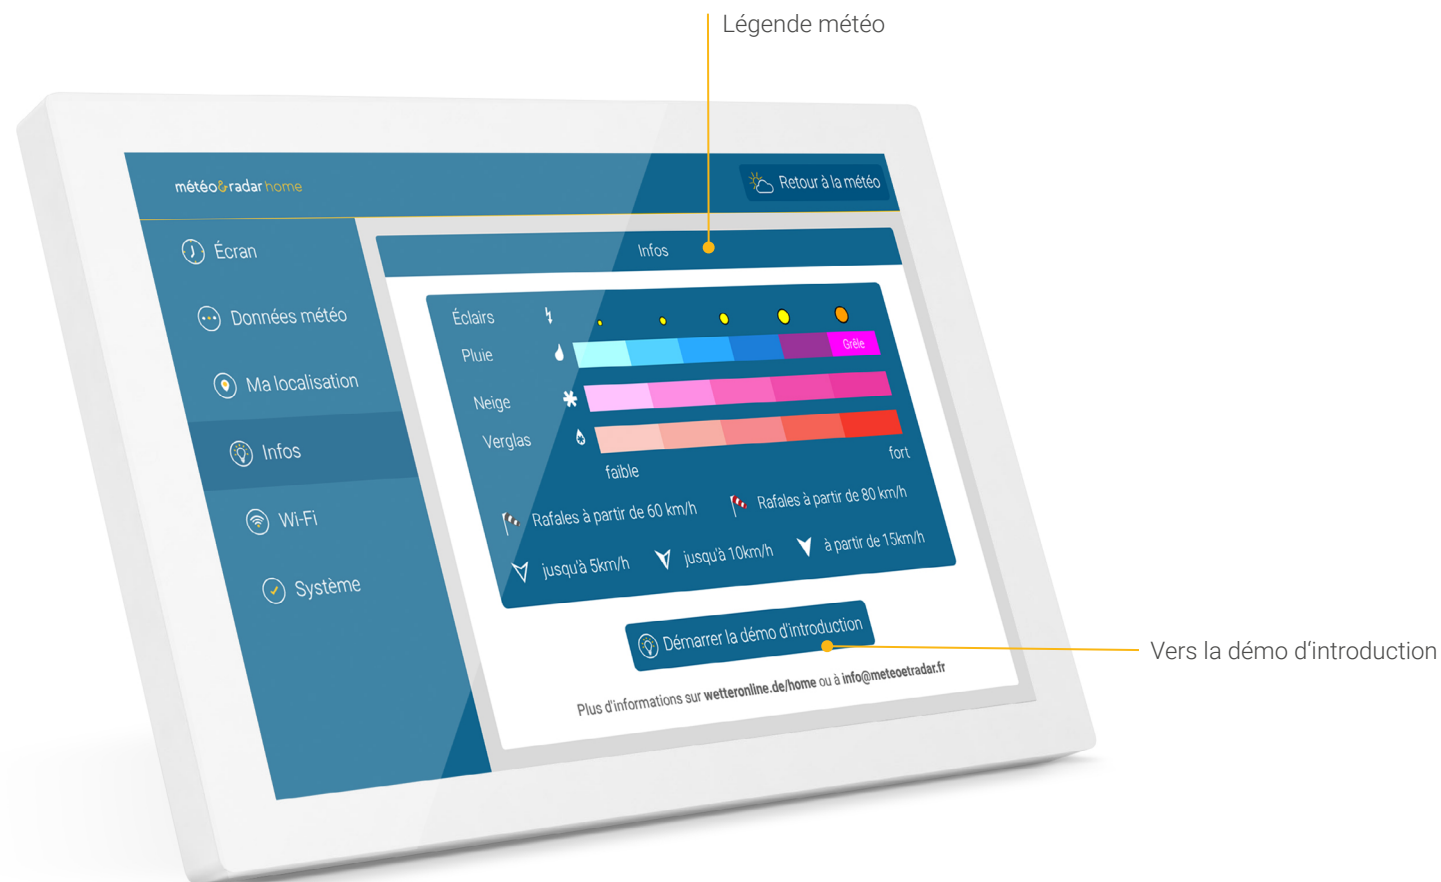 Légende météo
météo&radar home
Retour à la météo
Écran
Données météo
Ma localisation
Infos
Wi-Fi
Système
Infos
Éclairs
Pluie
Grêle
Neige
Verglas
faible
fort
Rafales à partir de 60 km/h
Rafales à partir de 80 km/h
jusqu'à 5km/h
jusqu'à 10km/h
à partir de 15km/h
Démarrer la démo d'introduction
Vers la démo d‘introduction
Plus d'informations sur wetteronline.de/home ou à info@meteoetradar.fr